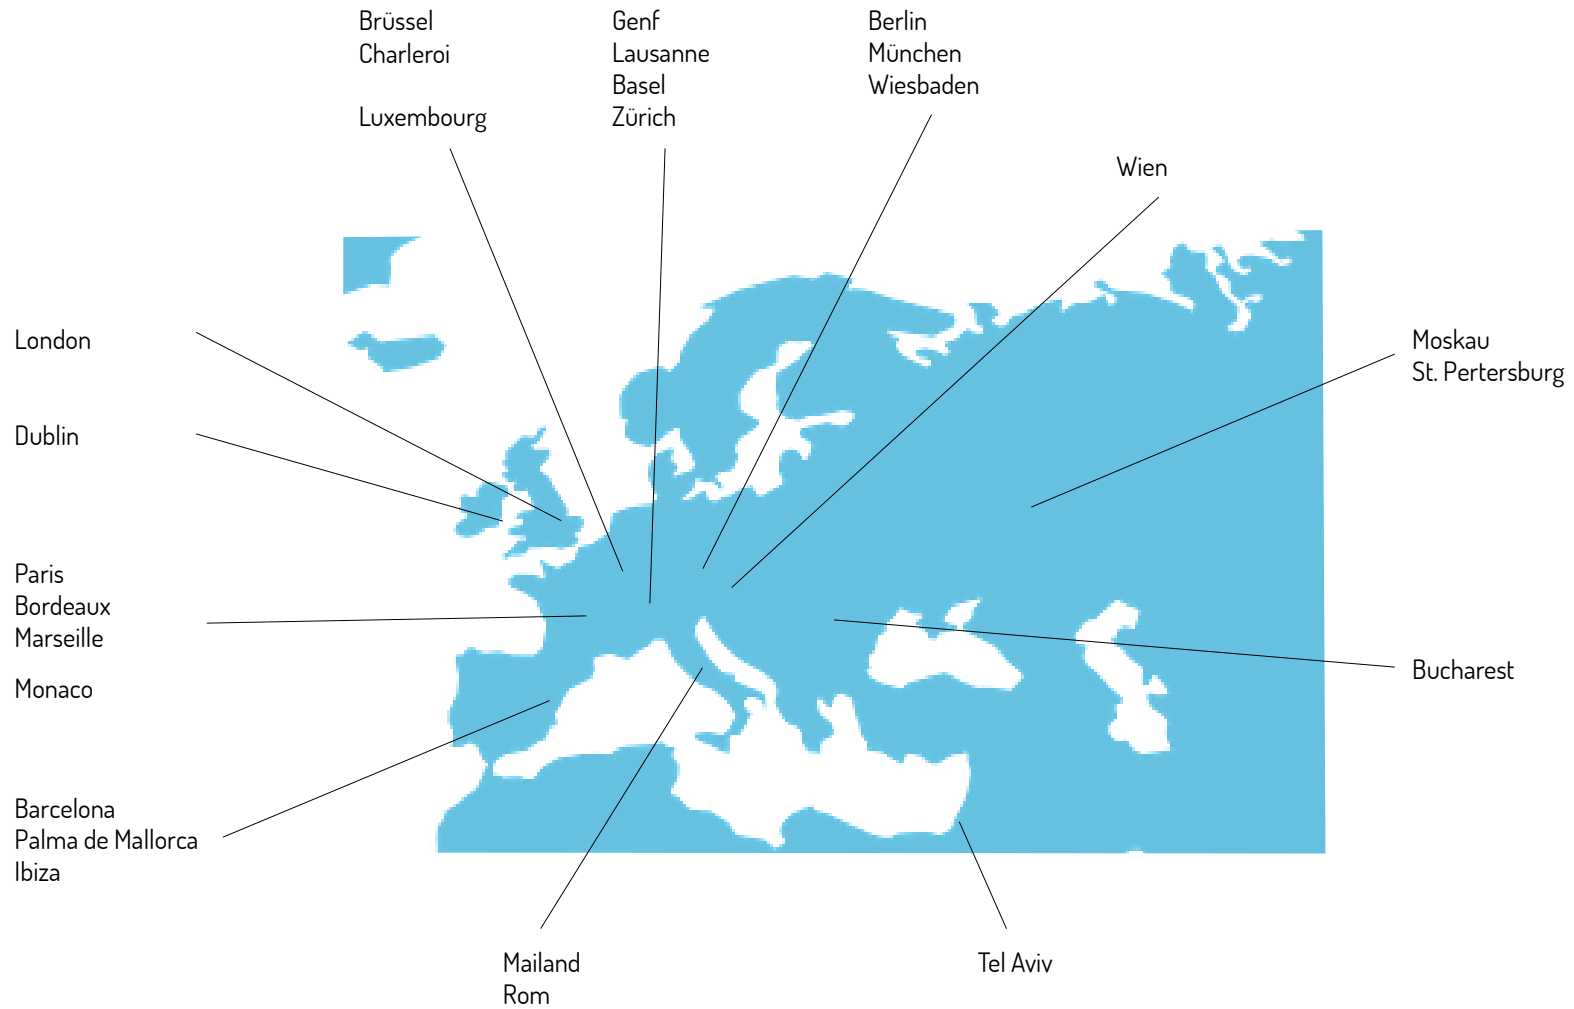 Brüssel
Charleroi
Luxembourg
Genf
Lausanne
Basel
Zürich
Berlin
München
Wiesbaden
Wien
London
Dublin
Paris
Bordeaux
Marseille
Monaco
Barcelona
Palma de Mallorca
Ibiza
Moskau
St. Pertersburg
Bucharest
Mailand
Rom
Tel Aviv